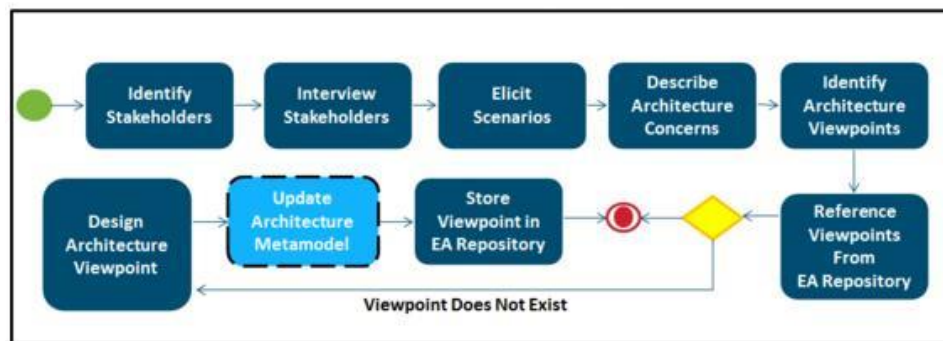 Identify
Stakeholders
Interview
Stakeholders
Elicit
Scenarios
Describe
Architecture
Concerns
Identify
Architecture
Viewpoints
Design
Architecture
Viewpoint
Update
Architecture
Metamodel
Store
Viewpoint in
EA Repository
Reference
Viewpoints
From
EA Repository
Viewpoint Does Not Exist